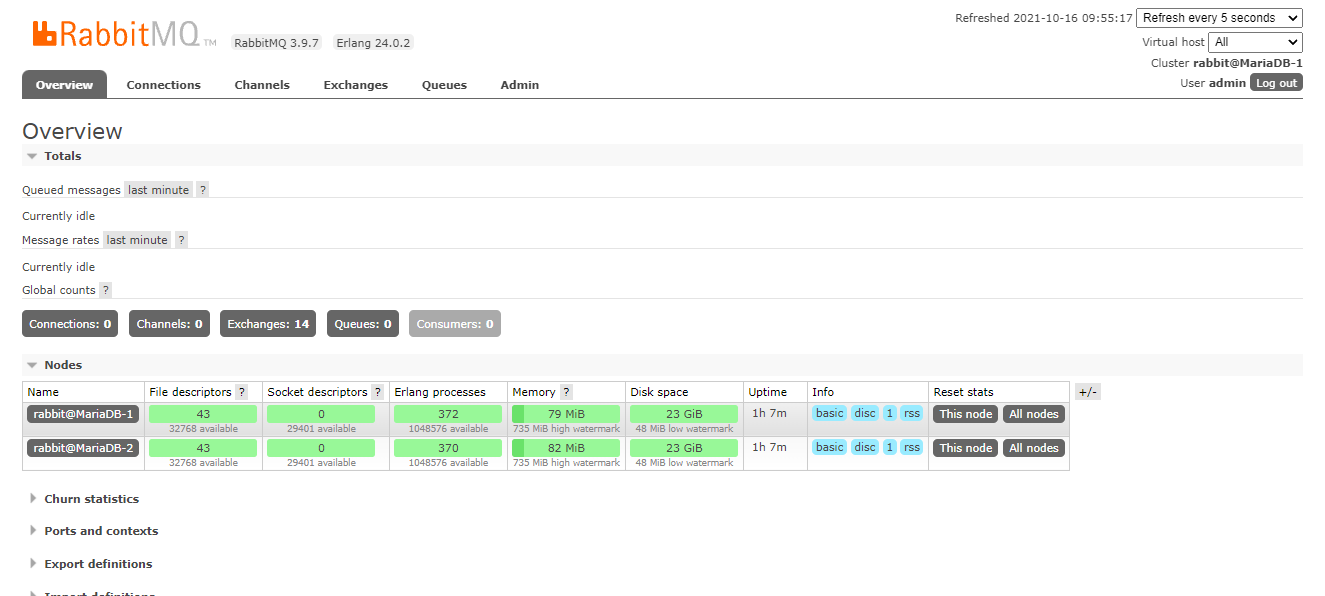 RabbitMQ TM RabbitMQ 3.9.7 Erlang 24.0.2
Refreshed 2021-10-16 09:55:17 Refresh every 5 seconds
Virtual host All
Cluster rabbit@MariaDB-1
User admin Log out
Overview Connections Channels Exchanges Queues Admin
Overview
Totals
Queued messages last minute ?
Currently idle
Message rates last minute ?
Currently idle
Global counts ?
Connections: 0 Channels: 0 Exchanges: 14 Queues: 0 Consumers: 0
Nodes
Name File descriptors ? Socket descriptors ? Erlang processes Memory ? Disk space Uptime Info Reset stats +/-
rabbit@MariaDB-1 43 0 372 79 MiB 23 GiB 1h 7m basic disc 1 rss This node All nodes
32768 available 29401 available 1048576 available 735 MiB high watermark 48 MiB low watermark
rabbit@MariaDB-2 43 0 370 82 MiB 23 GiB 1h 7m basic disc 1 rss This node All nodes
32768 available 29401 available 1048576 available 735 MiB high watermark 48 MiB low watermark
Churn statistics
Ports and contexts
Export definitions
Import definitions